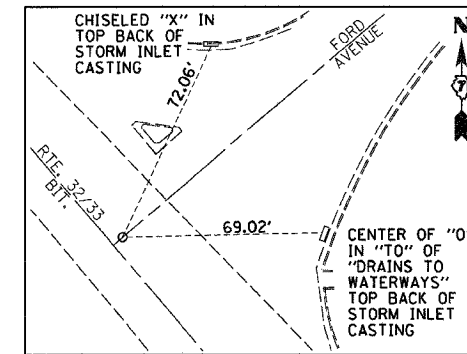 CHISELED "X" IN
TOP BACK OF
STORM INLET
CASTING
72.06'
FORD
AVENUE
N
7
RTE. 32/33
BIT.
69.02'
CENTER OF "O"
IN "TO" OF
"DRAINS TO
WATERWAYS"
TOP BACK OF
STORM INLET
CASTING